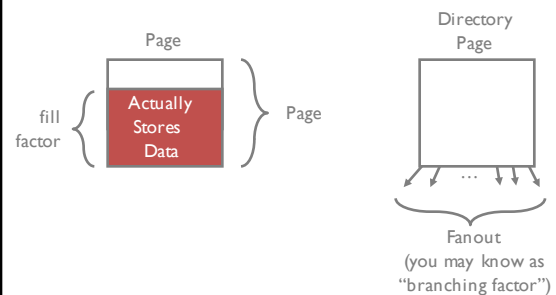 Page
fill
factor
Actually
Stores
Data
Page
Directory
Page
...
Fanout
(you may know as
“branching factor”)